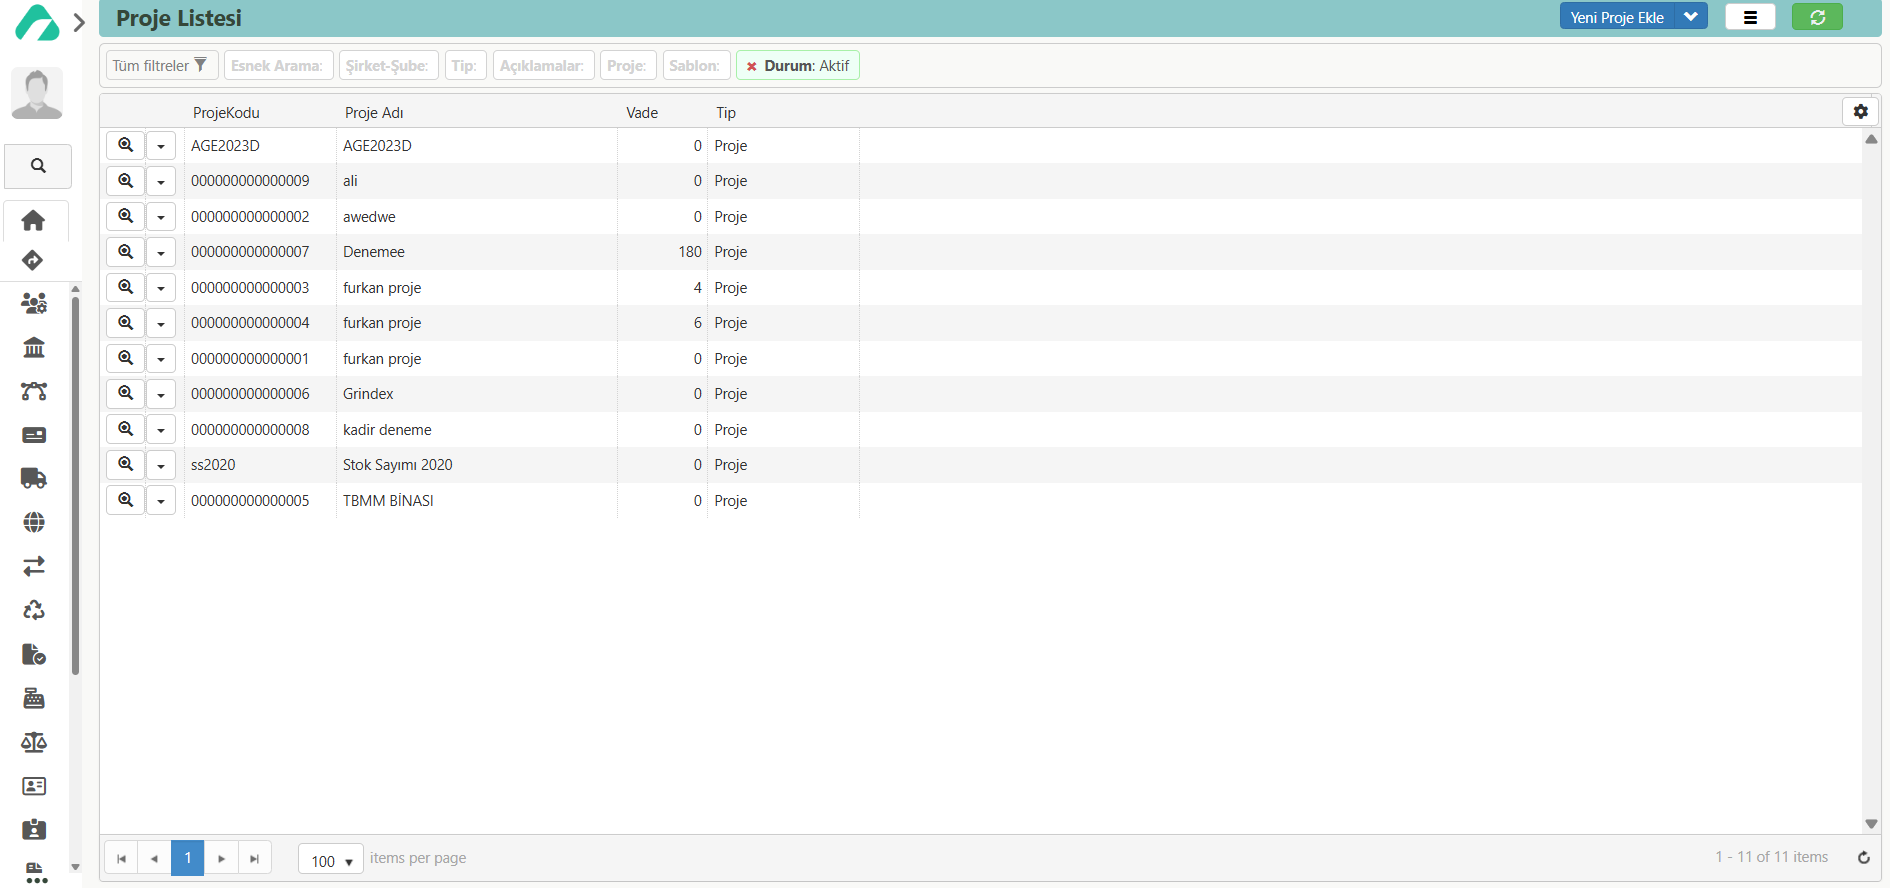 Proje Listesi
Yeni Proje Ekle
Tüm filtreler
Esnek Arama:
Şirket-Şube:
Tip:
Açıklamalar:
Proje:
Sablon:
Durum: Aktif
ProjeKodu Proje Adı Vade Tip
AGE2023D AGE2023D 0 Proje
000000000000009 ali 0 Proje
000000000000002 awedwe 0 Proje
000000000000007 Denemee 180 Proje
000000000000003 furkan proje 4 Proje
000000000000004 furkan proje 6 Proje
000000000000001 furkan proje 0 Proje
000000000000006 Grindex 0 Proje
000000000000008 kadir deneme 0 Proje
ss2020 Stok Sayımı 2020 0 Proje
000000000000005 TBMM BİNASI 0 Proje
1
100 items per page
1 - 11 of 11 items